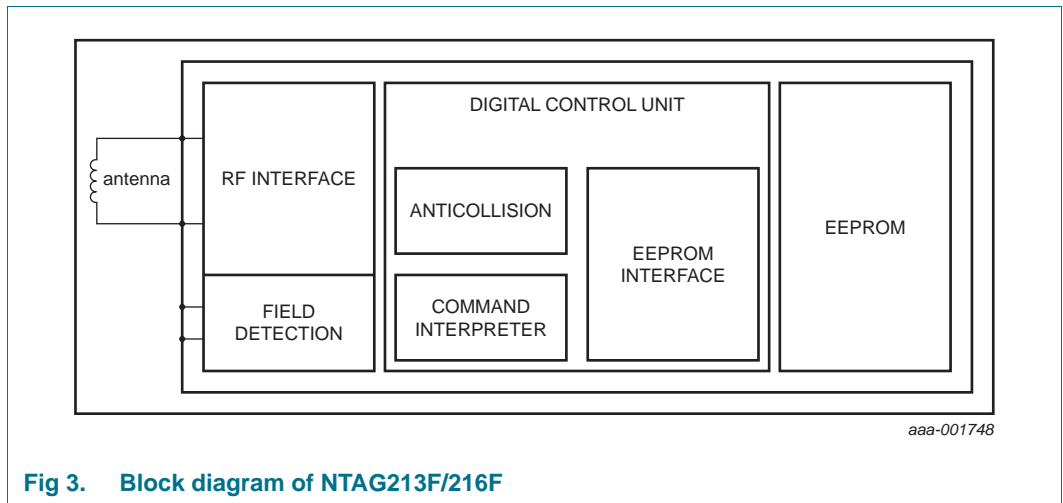 antenna
RF INTERFACE
FIELD
DETECTION
DIGITAL CONTROL UNIT
ANTICOLLISION
COMMAND
INTERPRETER
EEPROM
INTERFACE
EEPROM
aaa-001748
Fig 3. Block diagram of NTAG213F/216F